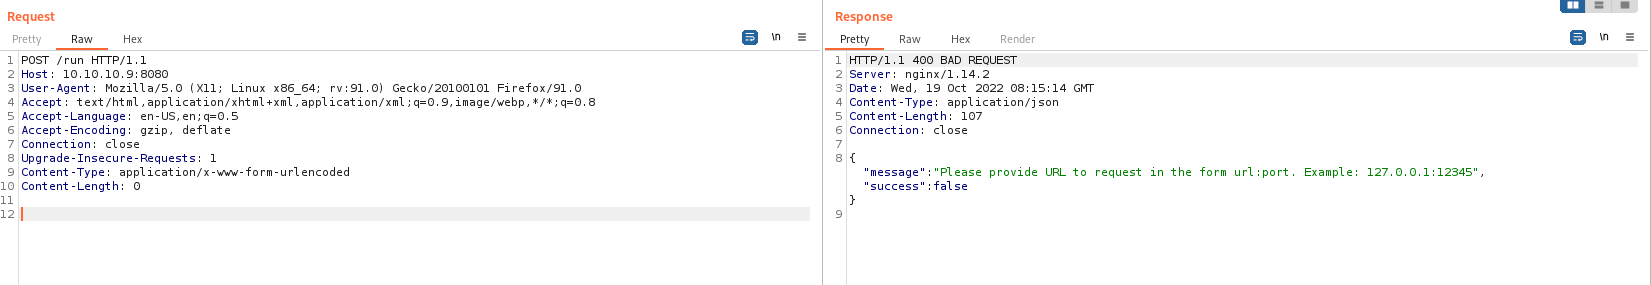 Request
Pretty Raw Hex
\n
1 POST /run HTTP/1.1
2 Host: 10.10.10.9:8080
3 User-Agent: Mozilla/5.0 (X11; Linux x86_64; rv:91.0) Gecko/20100101 Firefox/91.0
4 Accept: text/html,application/xhtml+xml,application/xml;q=0.9,image/webp,*/*;q=0.8
5 Accept-Language: en-US,en;q=0.5
6 Accept-Encoding: gzip, deflate
7 Connection: close
8 Upgrade-Insecure-Requests: 1
9 Content-Type: application/x-www-form-urlencoded
10 Content-Length: 0
11
12
Response
Pretty Raw Hex Render
\n
1 HTTP/1.1 400 BAD REQUEST
2 Server: nginx/1.14.2
3 Date: Wed, 19 Oct 2022 08:15:14 GMT
4 Content-Type: application/json
5 Content-Length: 107
6 Connection: close
7
8 {
"message":"Please provide URL to request in the form url:port. Example: 127.0.0.1:12345",
"success":false
}
9